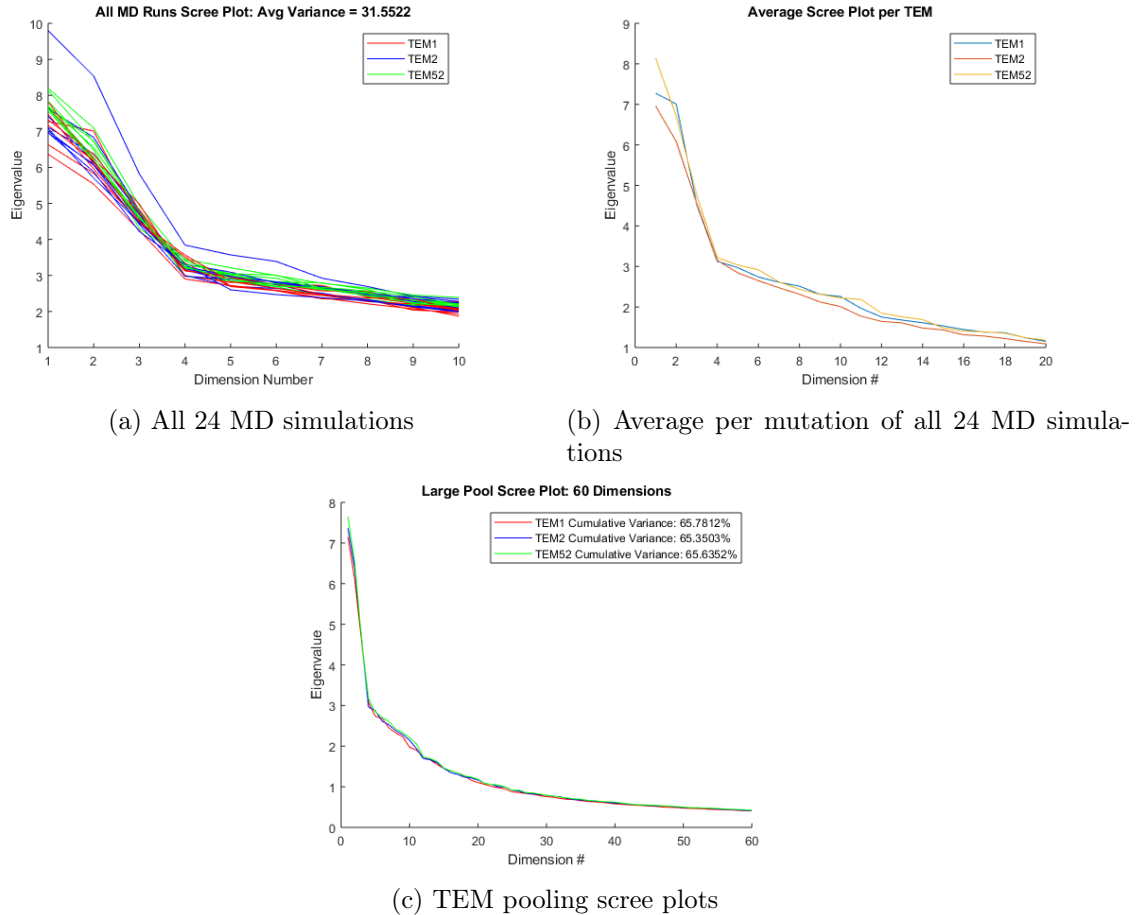 All MD Runs Scree Plot: Avg Variance = 31.5522
10
9
8
7
6
5
4
3
2
1
Eigenvalue
TEM1
TEM2
TEM52
1 2 3 4 5 6 7 8 9 10
Dimension Number
(a) All 24 MD simulations
Average Scree Plot per TEM
9
8
7
6
5
4
3
2
1
Eigenvalue
TEM1
TEM2
TEM52
0 2 4 6 8 10 12 14 16 18 20
Dimension #
(b) Average per mutation of all 24 MD simula-
tions
Large Pool Scree Plot: 60 Dimensions
8
7
6
5
4
3
2
1
0
Eigenvalue
TEM1 Cumulative Variance: 65.7812%
TEM2 Cumulative Variance: 65.3503%
TEM52 Cumulative Variance: 65.6352%
0 10 20 30 40 50 60
Dimension #
(c) TEM pooling scree plots